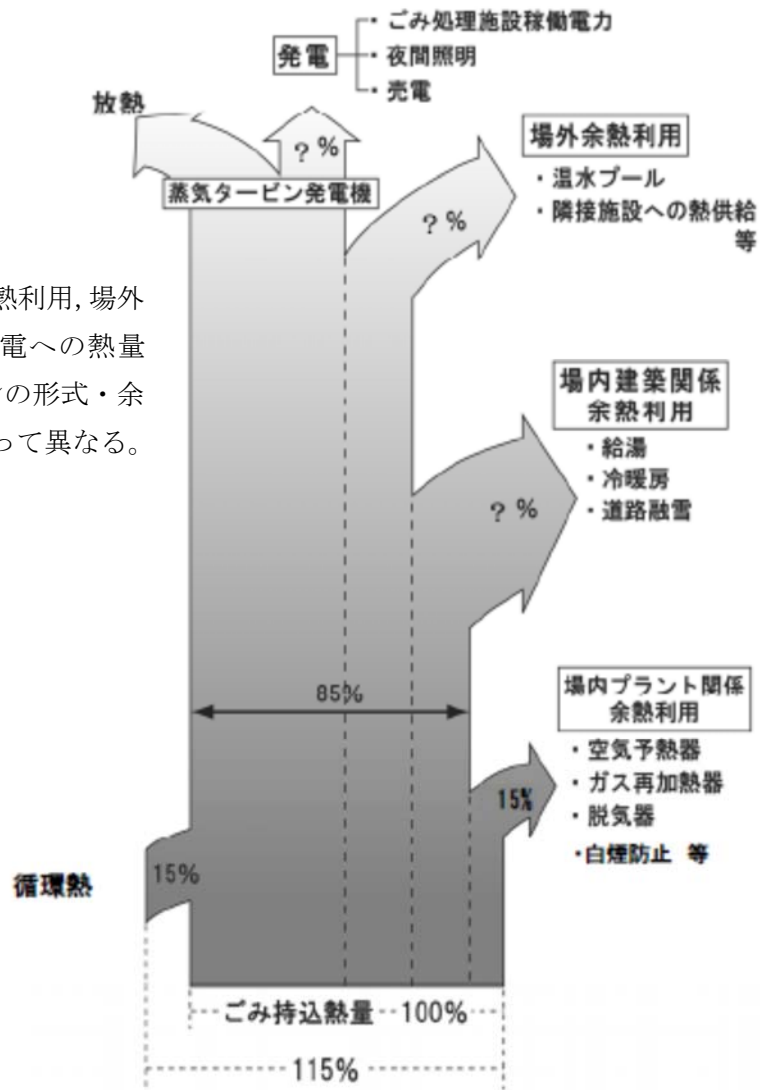 ・ごみ処理施設稼働電力
発電
・夜間照明
・売電
放熱
?%
場外余熱利用
蒸気タービン発電機
・温水プール
・隣接施設への熱供給
等
?%
熱利用,場外
電への熱量
の形式・余
って異なる。
場内建築関係
余熱利用
・給湯
・冷暖房
・道路融雪
?%
85%
場内プラント関係
余熱利用
・空気予熱器
・ガス再加熱器
・脱気器
・白煙防止 等
15%
15%
循環熱
ごみ持込熱量 100%
115%